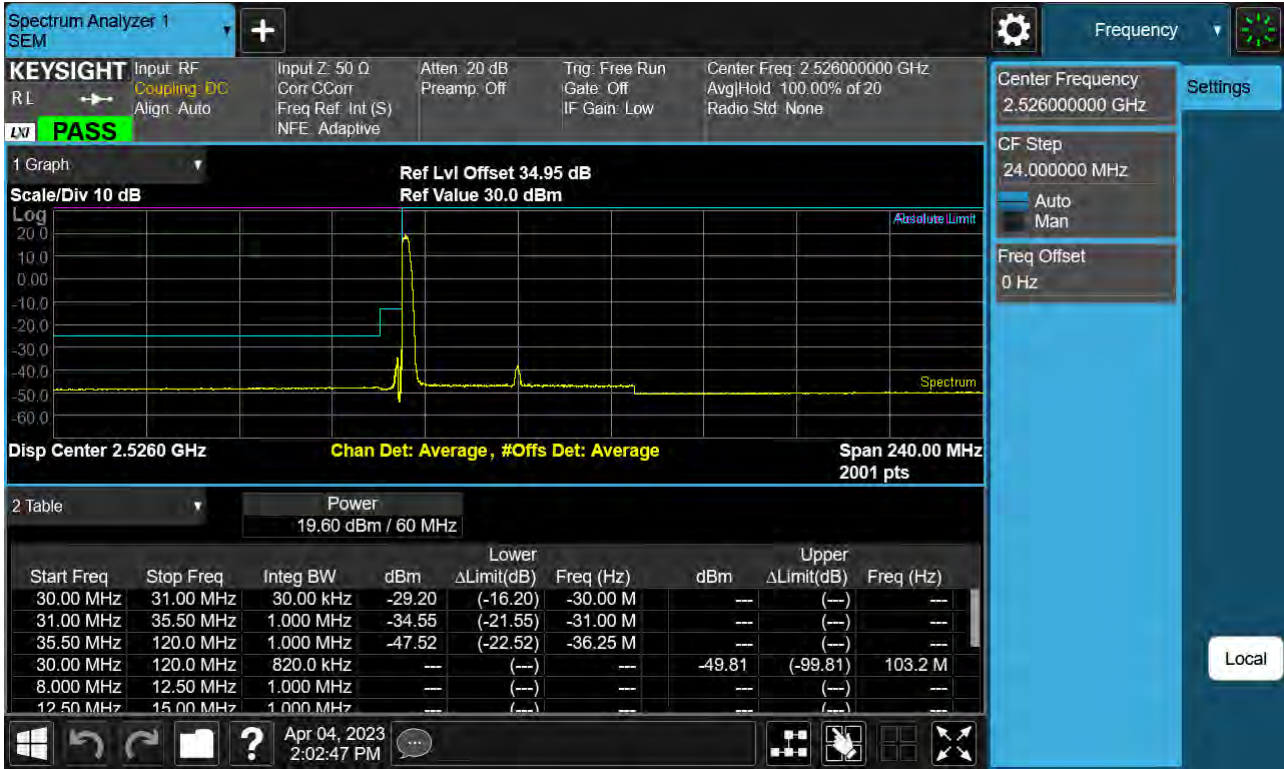 Spectrum Analyzer 1
SEM
+
Frequency
KEYSIGHT
R L
LXI
PASS
Input: RF
Coupling: DC
Align: Auto
Input Z: 50 Ω
Corr CCorr
Freq Ref: Int (S)
NFE: Adaptive
Atten: 20 dB
Preamp: Off
Trig: Free Run
Gate: Off
IF Gain: Low
Center Freq: 2.526000000 GHz
Avg|Hold: 100.00% of 20
Radio Std: None
Center Frequency
2.526000000 GHz
Settings
CF Step
24.000000 MHz
Auto
Man
Freq Offset
0 Hz
Local
1 Graph
Scale/Div 10 dB
Ref Lvl Offset 34.95 dB
Ref Value 30.0 dBm
Log
Absolute Limit
20.0
10.0
0.00
-10.0
-20.0
-30.0
-40.0
-50.0
-60.0
Spectrum
Disp Center 2.5260 GHz
Chan Det: Average, #Offs Det: Average
Span 240.00 MHz
2001 pts
2 Table
Power
19.60 dBm / 60 MHz
Lower Upper
Start Freq Stop Freq Integ BW dBm ΔLimit(dB) Freq (Hz) dBm ΔLimit(dB) Freq (Hz)
30.00 MHz 31.00 MHz 30.00 kHz -29.20 (-16.20) -30.00 M --- (---) ---
31.00 MHz 35.50 MHz 1.000 MHz -34.55 (-21.55) -31.00 M --- (---) ---
35.50 MHz 120.0 MHz 1.000 MHz -47.52 (-22.52) -36.25 M --- (---) ---
30.00 MHz 120.0 MHz 820.0 kHz --- (---) --- -49.81 (-99.81) 103.2 M
8.000 MHz 12.50 MHz 1.000 MHz --- (---) --- --- (---) ---
12.50 MHz 15.00 MHz 1.000 MHz --- (---) --- --- (---) ---
?
Apr 04, 2023
2:02:47 PM